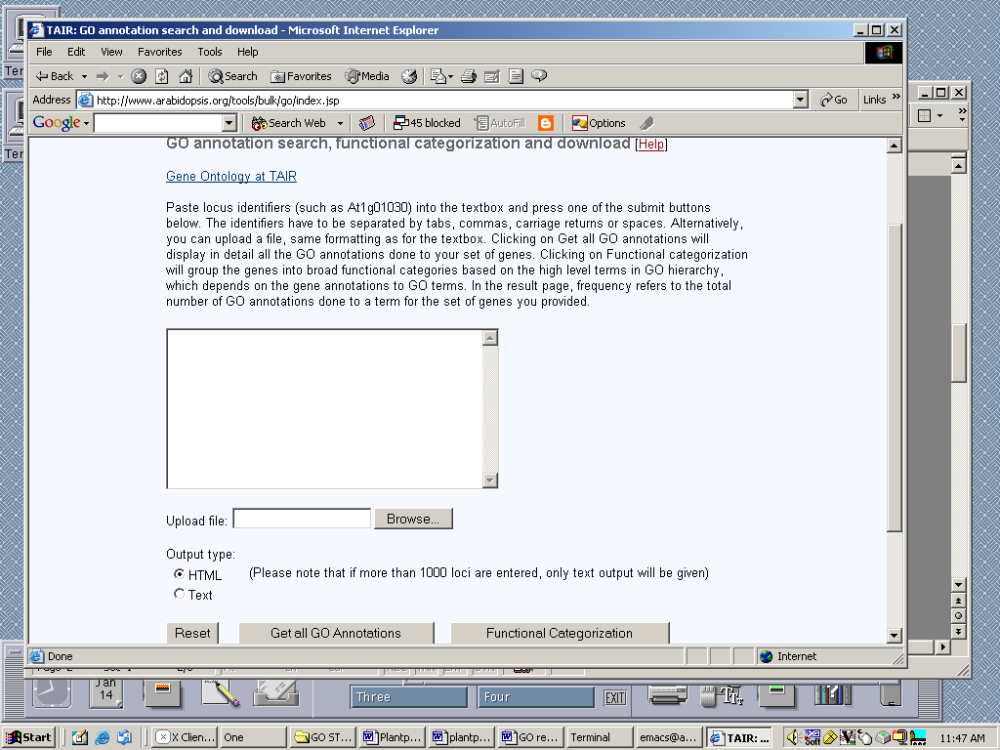 TAIR: GO annotation search and download - Microsoft Internet Explorer
File Edit View Favorites Tools Help
Back Search Favorites Media
Address http://www.arabidopsis.org/tools/bulk/go/index.jsp Go Links »
Google Search Web 45 blocked AutoFill Options
GO annotation search, functional categorization and download [Help]
Gene Ontology at TAIR
Paste locus identifiers (such as At1g01030) into the textbox and press one of the submit buttons
below. The identifiers have to be separated by tabs, commas, carriage returns or spaces. Alternatively,
you can upload a file, same formatting as for the textbox. Clicking on Get all GO annotations will
display in detail all the GO annotations done to your set of genes. Clicking on Functional categorization
will group the genes into broad functional categories based on the high level terms in GO hierarchy,
which depends on the gene annotations to GO terms. In the result page, frequency refers to the total
number of GO annotations done to a term for the set of genes you provided.
Upload file: Browse...
Output type:
HTML (Please note that if more than 1000 loci are entered, only text output will be given)
Text
Reset Get all GO Annotations Functional Categorization
Done Internet
Jan
14
Three Four EXIT
Start X Clien... One GO ST... Plantp... plantp... GO re... Terminal emacs@a... TAIR: ... 11:47 AM